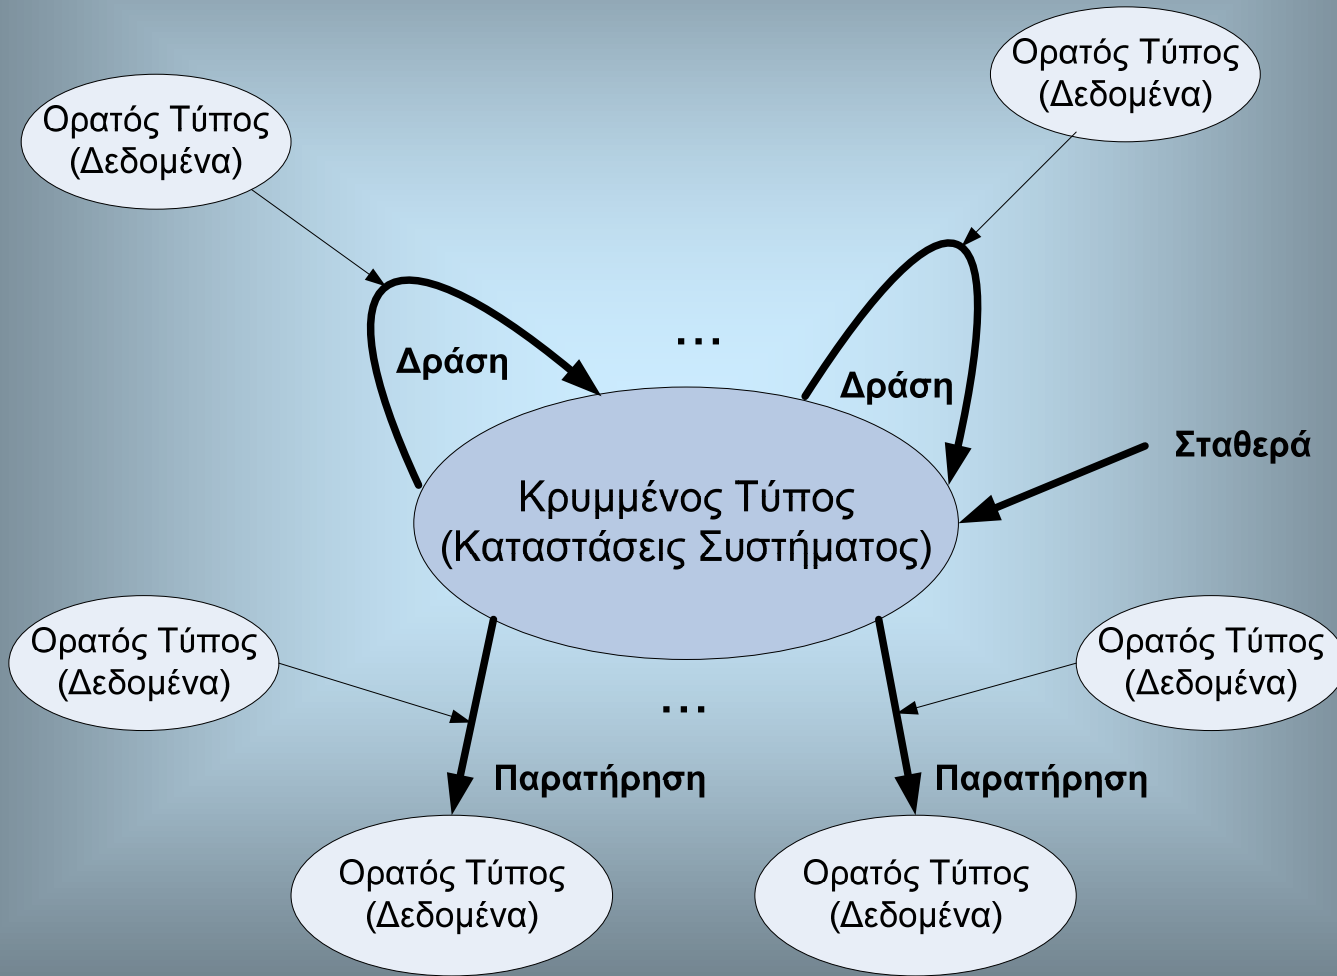 Ορατός Τύπος
(Δεδομένα)
Ορατός Τύπος
(Δεδομένα)
...
Δράση
Δράση
Σταθερά
Κρυμμένος Τύπος
(Καταστάσεις Συστήματος)
Ορατός Τύπος
(Δεδομένα)
Ορατός Τύπος
(Δεδομένα)
...
Παρατήρηση
Παρατήρηση
Ορατός Τύπος
(Δεδομένα)
Ορατός Τύπος
(Δεδομένα)